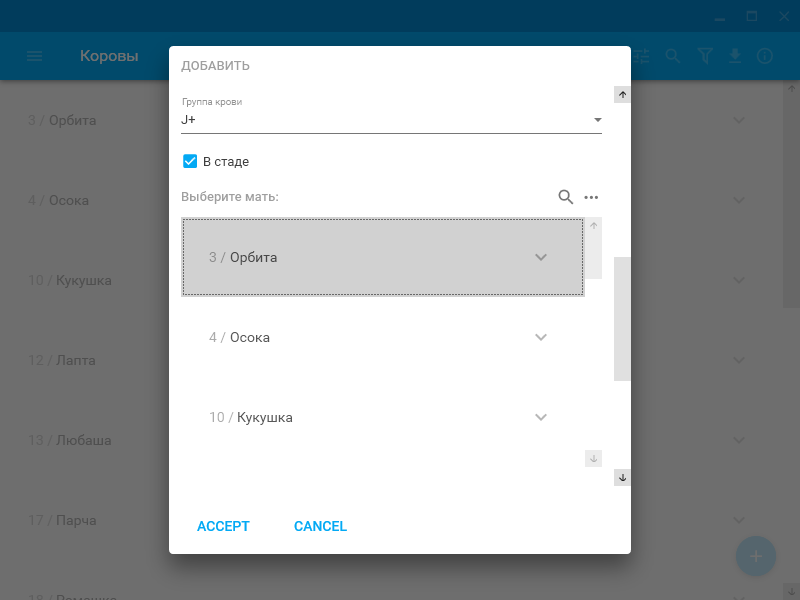 Коровы
3 / Орбита
4 / Осока
10 / Кукушка
12 / Лапта
13 / Любаша
17 / Парча
18 / Ромашка
ДОБАВИТЬ
Группа крови
J+
В стаде
Выберите мать:
3 / Орбита
4 / Осока
10 / Кукушка
ACCEPT CANCEL